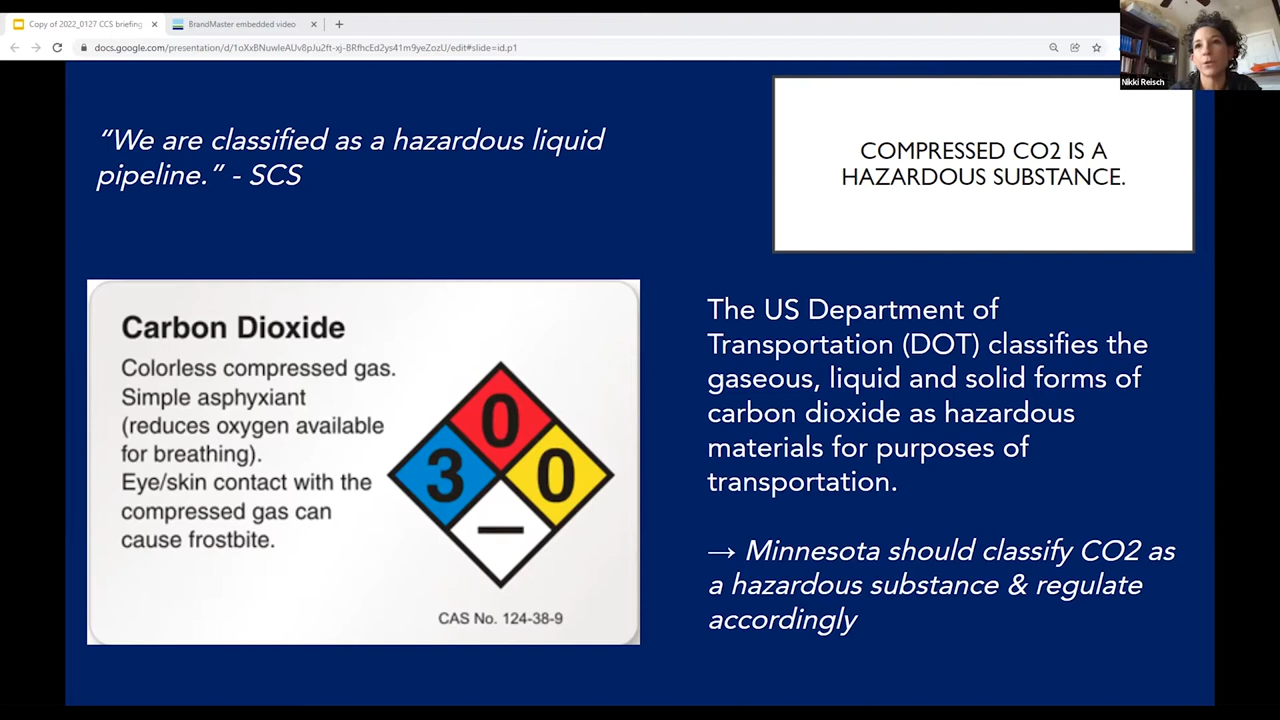 Copy of 2022_0127 CCS briefing
BrandMaster embedded video
docs.google.com/presentation/d/1oXxBNuwIeAUv8pJu2ft-xj-BRfhcEd2ys41m9yeZozU/edit#slide=id.p1
Nikki Reisch
“We are classified as a hazardous liquid
pipeline.” - SCS
COMPRESSED CO2 IS A
HAZARDOUS SUBSTANCE.
Carbon Dioxide
Colorless compressed gas.
Simple asphyxiant
(reduces oxygen available
for breathing).
Eye/skin contact with the
compressed gas can
cause frostbite.
0
3
0
—
CAS No. 124-38-9
The US Department of
Transportation (DOT) classifies the
gaseous, liquid and solid forms of
carbon dioxide as hazardous
materials for purposes of
transportation.
→ Minnesota should classify CO2 as
a hazardous substance & regulate
accordingly